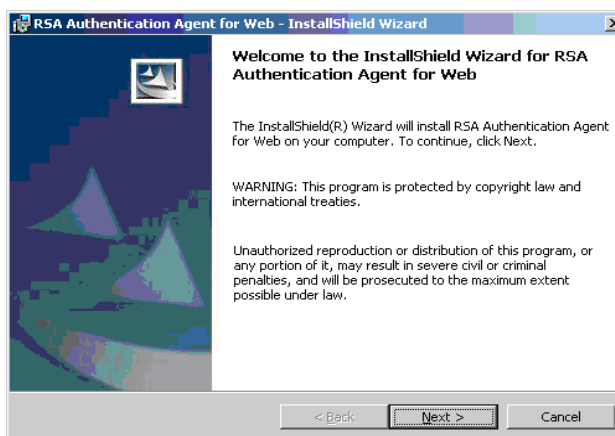 RSA Authentication Agent for Web - InstallShield Wizard
Welcome to the InstallShield Wizard for RSA
Authentication Agent for Web
The InstallShield(R) Wizard will install RSA Authentication Agent
for Web on your computer. To continue, click Next.
WARNING: This program is protected by copyright law and
international treaties.
Unauthorized reproduction or distribution of this program, or
any portion of it, may result in severe civil or criminal
penalties, and will be prosecuted to the maximum extent
possible under law.
< Back
Next >
Cancel